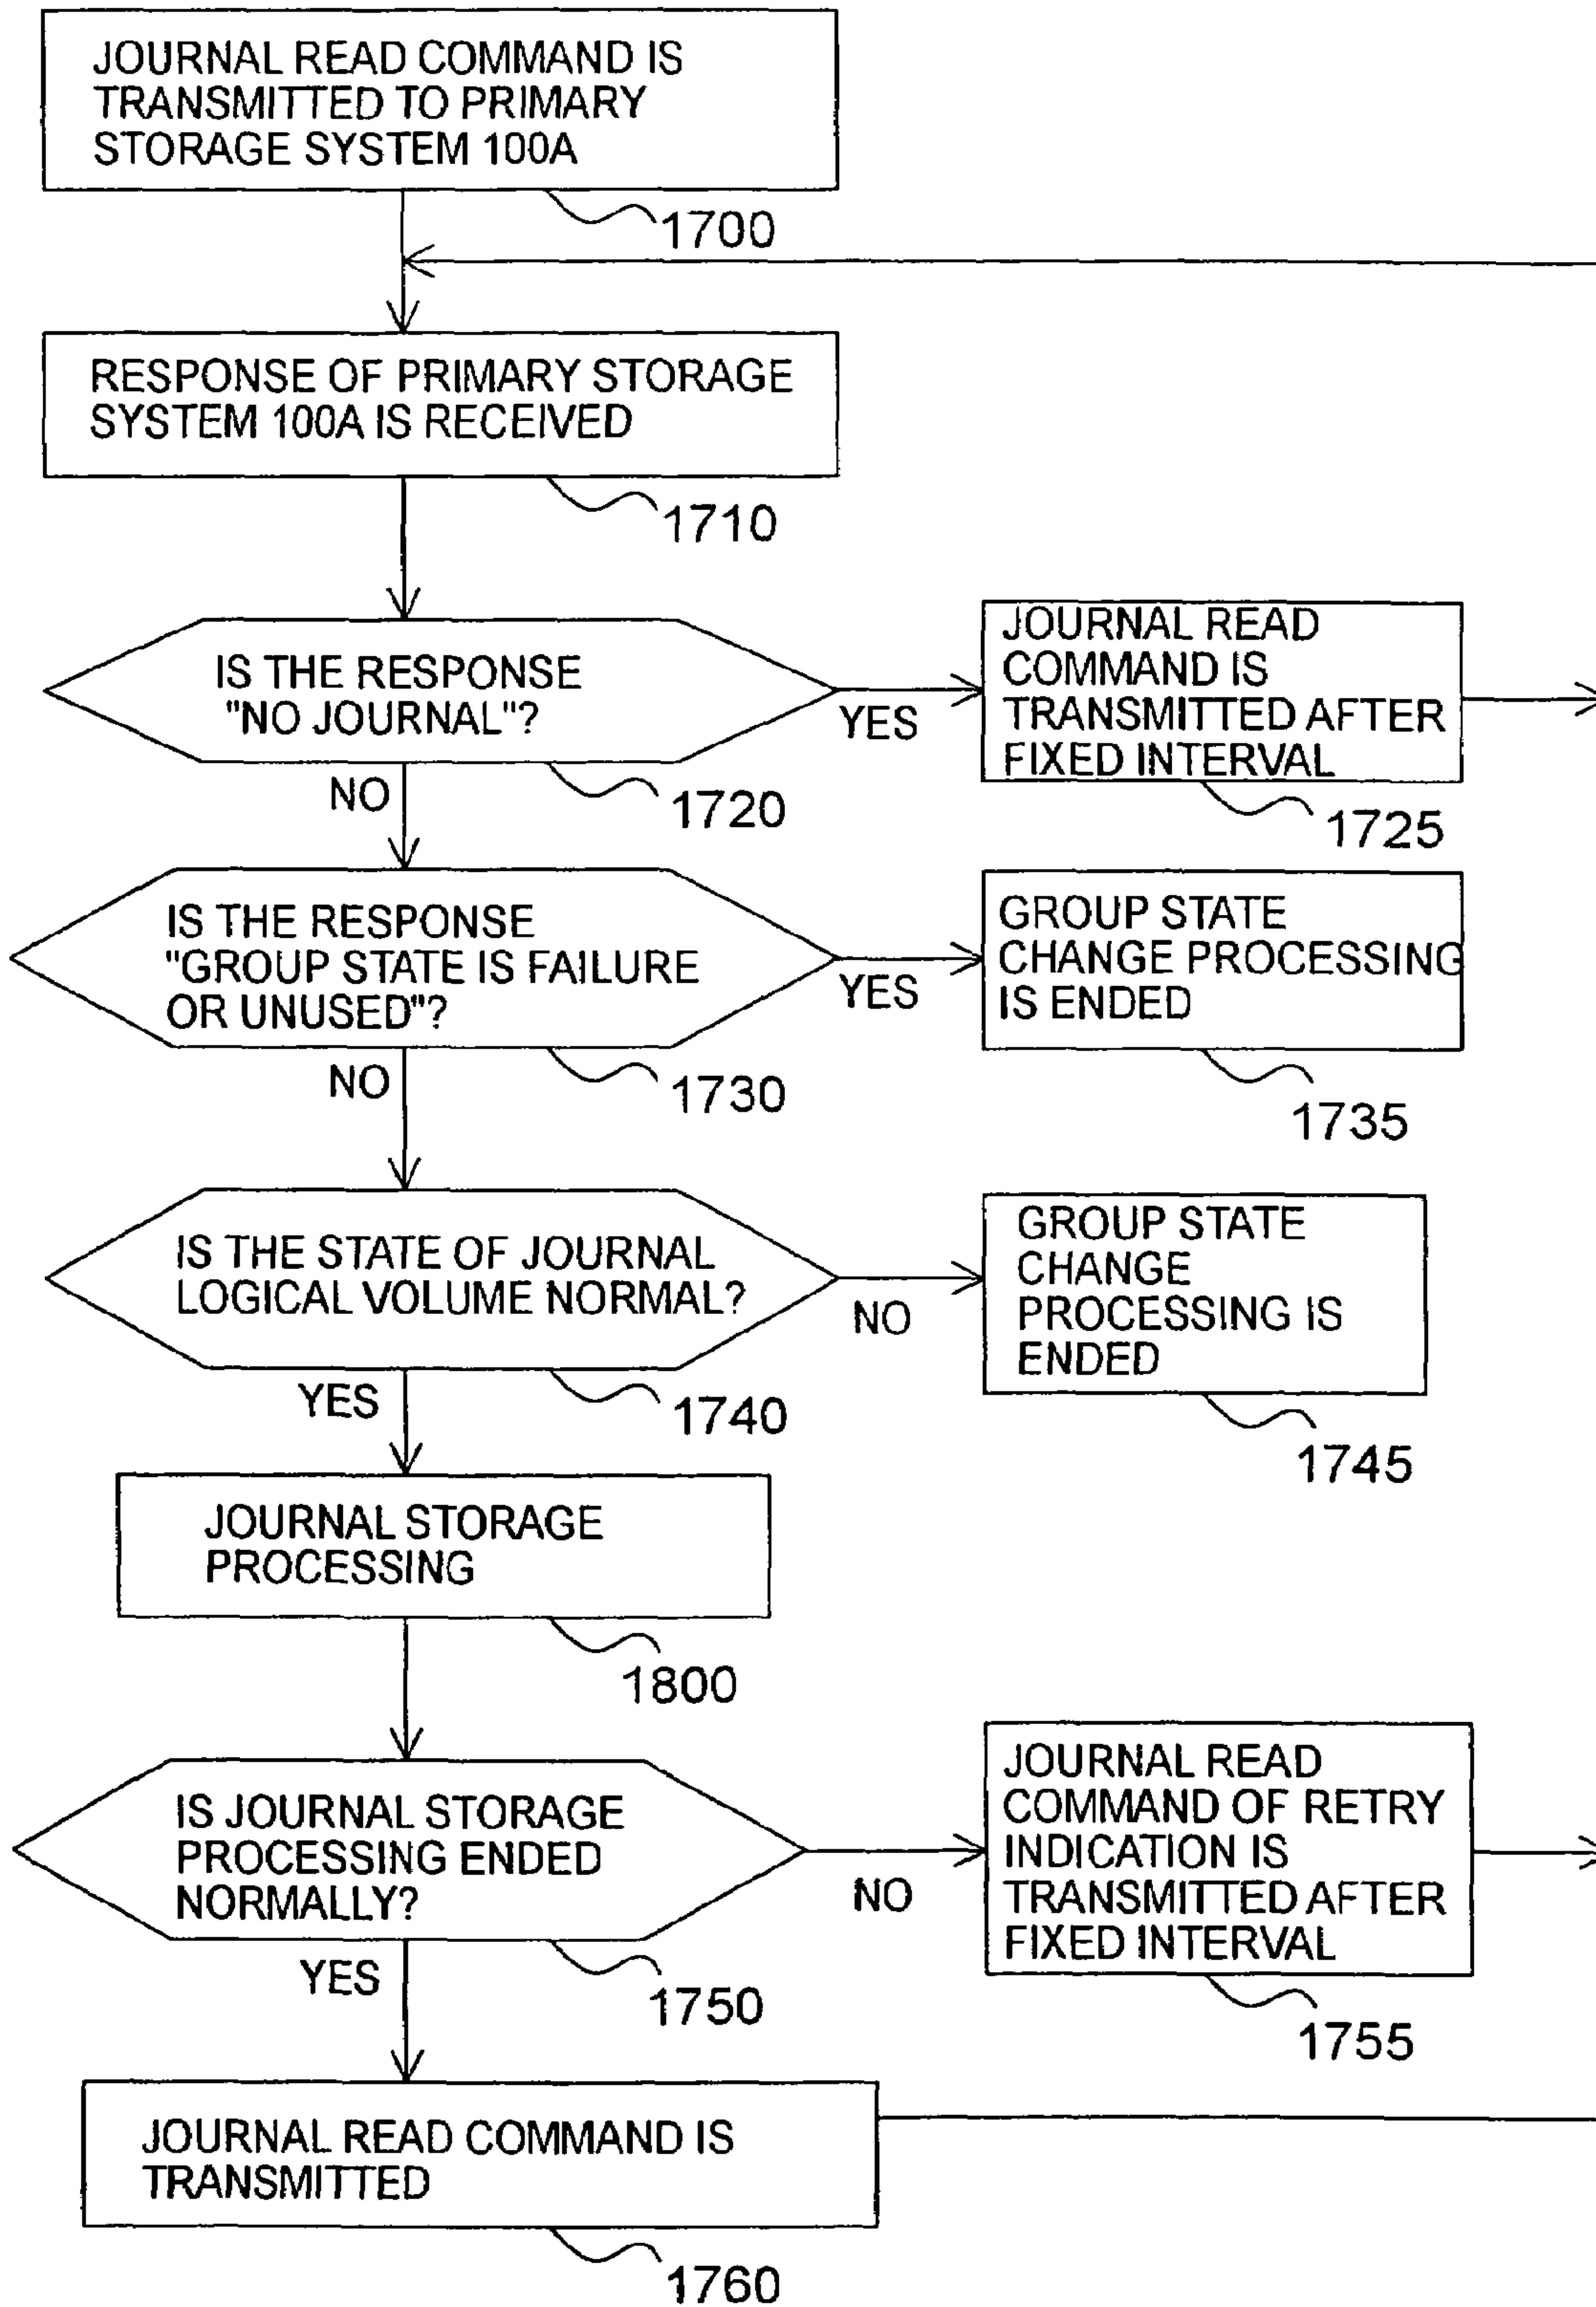 JOURNAL READ COMMAND IS
TRANSMITTED TO PRIMARY
STORAGE SYSTEM 100A
1700
RESPONSE OF PRIMARY STORAGE
SYSTEM 100A IS RECEIVED
1710
IS THE RESPONSE
"NO JOURNAL"?
YES
NO
1720
JOURNAL READ
COMMAND IS
TRANSMITTED AFTER
FIXED INTERVAL
1725
IS THE RESPONSE
"GROUP STATE IS FAILURE
OR UNUSED"?
YES
NO
1730
GROUP STATE
CHANGE PROCESSING
IS ENDED
1735
IS THE STATE OF JOURNAL
LOGICAL VOLUME NORMAL?
NO
YES
1740
GROUP STATE
CHANGE
PROCESSING IS
ENDED
1745
JOURNAL STORAGE
PROCESSING
1800
IS JOURNAL STORAGE
PROCESSING ENDED
NORMALLY?
NO
YES
1750
JOURNAL READ
COMMAND OF RETRY
INDICATION IS
TRANSMITTED AFTER
FIXED INTERVAL
1755
JOURNAL READ COMMAND IS
TRANSMITTED
1760